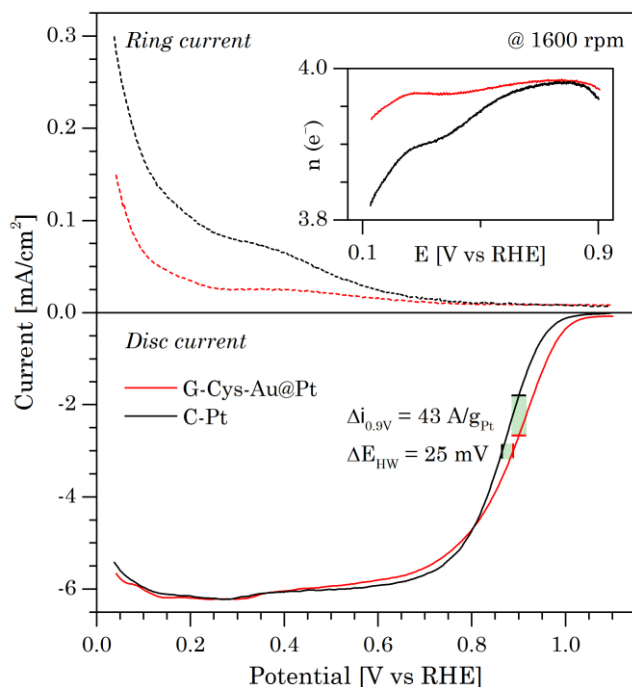 Ring current
@ 1600 rpm
0.3
0.2
0.1
0.0
-2
-4
-6
Current [mA/cm²]
4.0
3.8
n (e⁻)
0.1
E [V vs RHE]
0.9
Disc current
G-Cys-Au@Pt
C-Pt
Δi₀.₉V = 43 A/gPt
ΔEHW = 25 mV
0.0
0.2
0.4
0.6
0.8
1.0
Potential [V vs RHE]